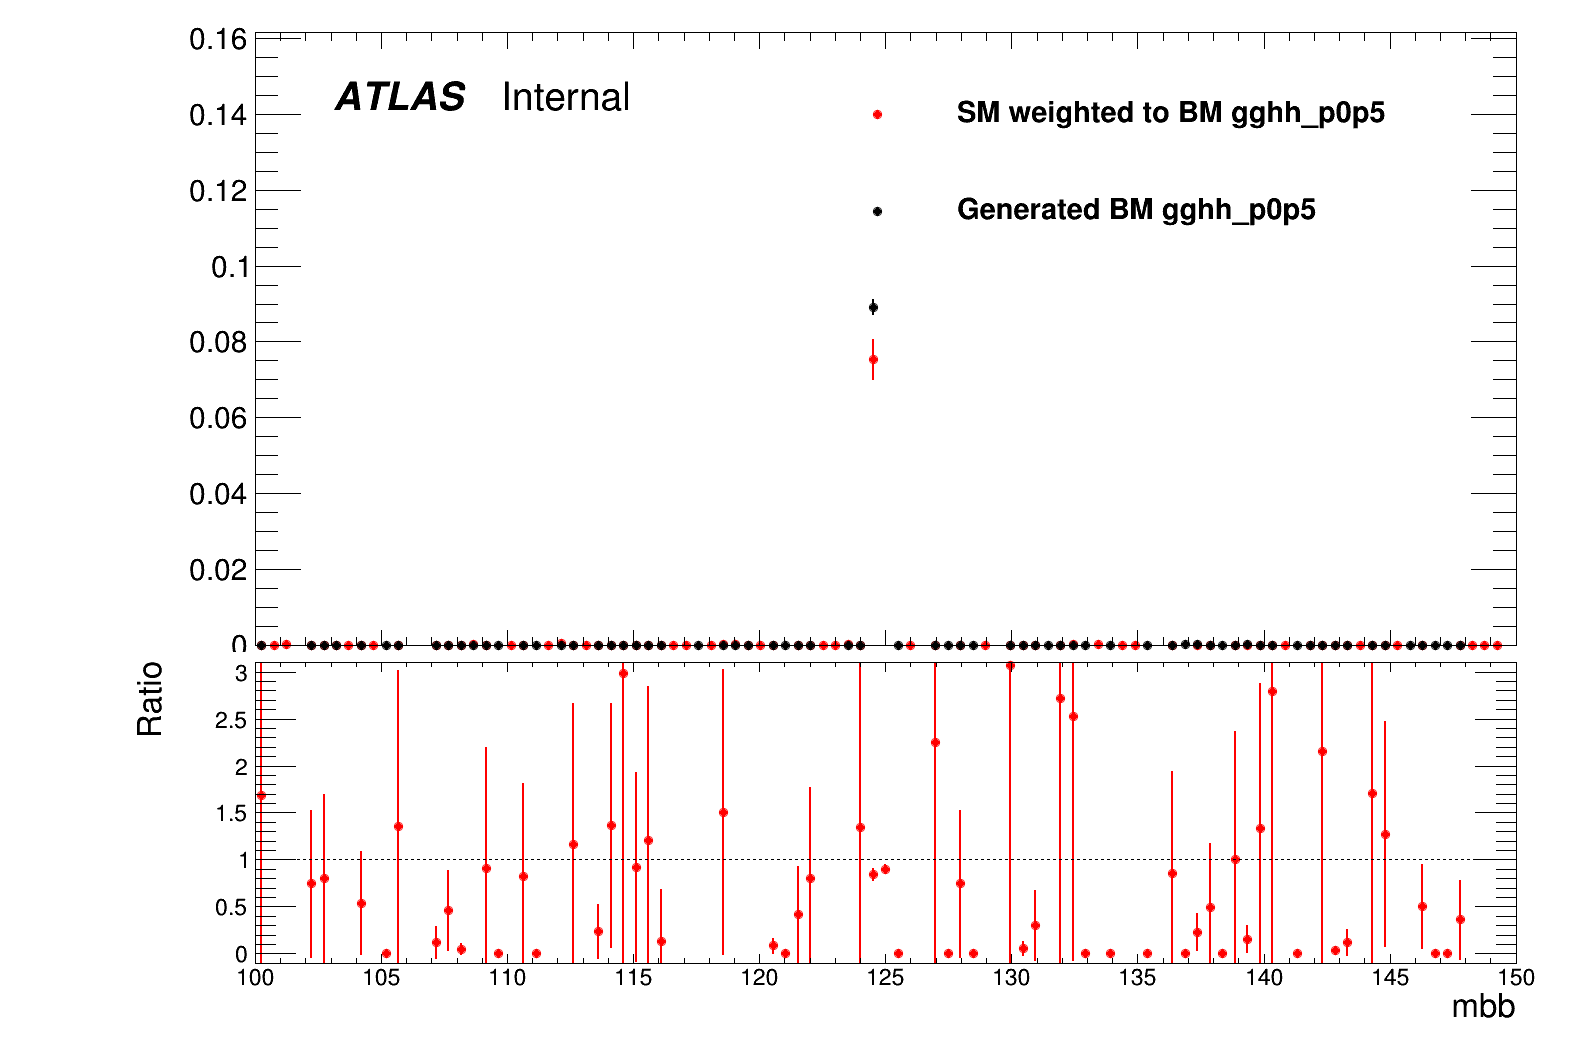 0.16
ATLAS Internal
0.14
SM weighted to BM gghh_p0p5
0.12
Generated BM gghh_p0p5
0.1
0.08
0.06
0.04
0.02
0
Ratio
3
2.5
2
1.5
1
0.5
0
100 105 110 115 120 125 130 135 140 145 150
mbb